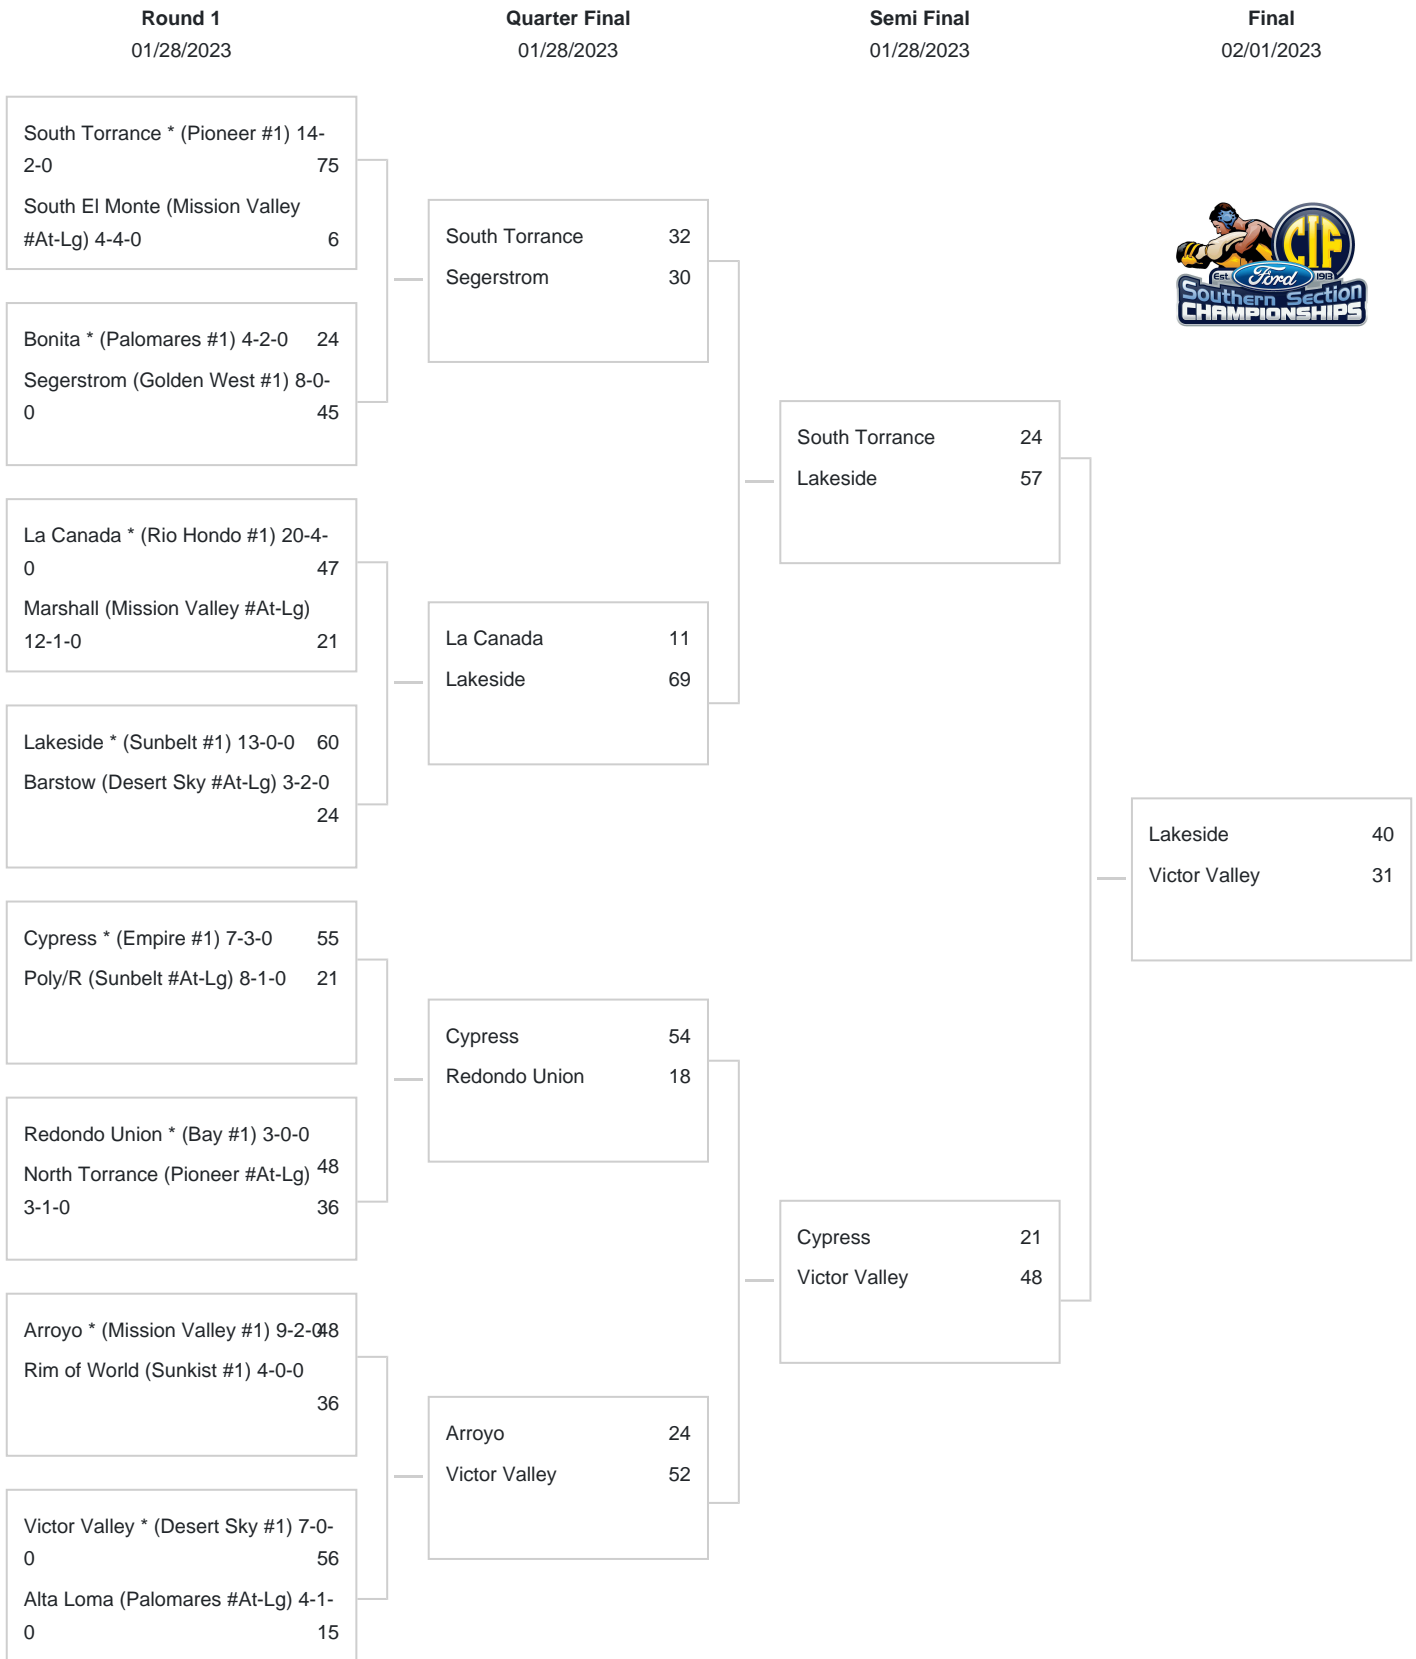 Round 1
01/28/2023
Quarter Final
01/28/2023
Semi Final
01/28/2023
Final
02/01/2023
South Torrance * (Pioneer #1) 14-
2-0 75
South El Monte (Mission Valley
#At-Lg) 4-4-0 6
Bonita * (Palomares #1) 4-2-0 24
Segerstrom (Golden West #1) 8-0-
0 45
La Canada * (Rio Hondo #1) 20-4-
0 47
Marshall (Mission Valley #At-Lg)
12-1-0 21
Lakeside * (Sunbelt #1) 13-0-0 60
Barstow (Desert Sky #At-Lg) 3-2-0
24
Cypress * (Empire #1) 7-3-0 55
Poly/R (Sunbelt #At-Lg) 8-1-0 21
Redondo Union * (Bay #1) 3-0-0
48
North Torrance (Pioneer #At-Lg)
3-1-0 36
Arroyo * (Mission Valley #1) 9-2-0 48
Rim of World (Sunkist #1) 4-0-0
36
Victor Valley * (Desert Sky #1) 7-0-
0 56
Alta Loma (Palomares #At-Lg) 4-1-
0 15
South Torrance 32
Segerstrom 30
La Canada 11
Lakeside 69
Cypress 54
Redondo Union 18
Arroyo 24
Victor Valley 52
South Torrance 24
Lakeside 57
Cypress 21
Victor Valley 48
Lakeside 40
Victor Valley 31
CIF
Est. Ford 1913
Southern Section
CHAMPIONSHIPS